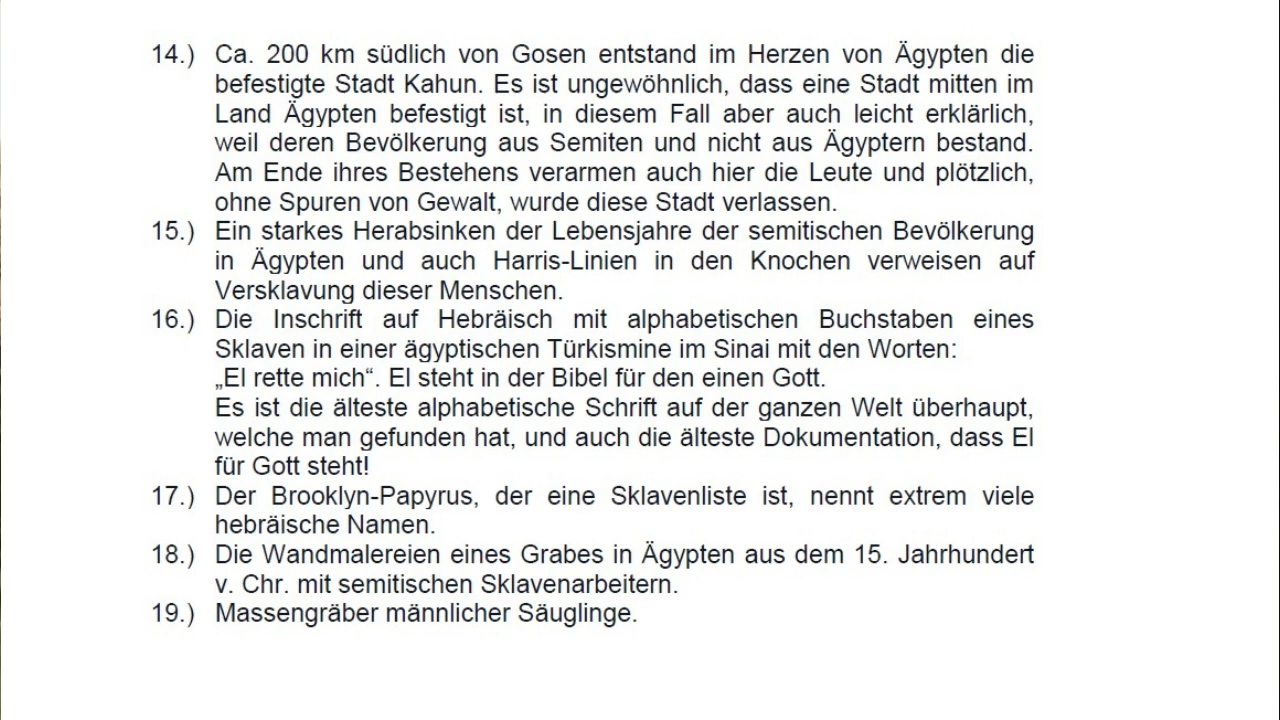 14.) Ca. 200 km südlich von Gosen entstand im Herzen von Ägypten die
befestigte Stadt Kahun. Es ist ungewöhnlich, dass eine Stadt mitten im
Land Ägypten befestigt ist, in diesem Fall aber auch leicht erklärlich,
weil deren Bevölkerung aus Semiten und nicht aus Ägyptern bestand.
Am Ende ihres Bestehens verarmen auch hier die Leute und plötzlich,
ohne Spuren von Gewalt, wurde diese Stadt verlassen.
15.) Ein starkes Herabsinken der Lebensjahre der semitischen Bevölkerung
in Ägypten und auch Harris-Linien in den Knochen verweisen auf
Versklavung dieser Menschen.
16.) Die Inschrift auf Hebräisch mit alphabetischen Buchstaben eines
Sklaven in einer ägyptischen Türkismine im Sinai mit den Worten:
„El rette mich“. El steht in der Bibel für den einen Gott.
Es ist die älteste alphabetische Schrift auf der ganzen Welt überhaupt,
welche man gefunden hat, und auch die älteste Dokumentation, dass El
für Gott steht!
17.) Der Brooklyn-Papyrus, der eine Sklavenliste ist, nennt extrem viele
hebräische Namen.
18.) Die Wandmalereien eines Grabes in Ägypten aus dem 15. Jahrhundert
v. Chr. mit semitischen Sklavenarbeitern.
19.) Massengräber männlicher Säuglinge.